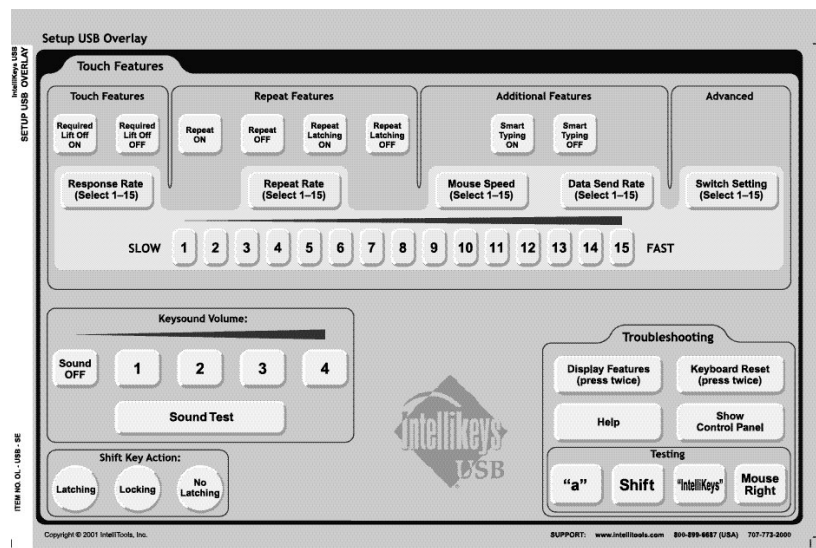 Setup USB Overlay
IntelliKeys USB
SETUP USB OVERLAY
Touch Features
Touch Features
Repeat Features
Additional Features
Advanced
Required
Lift Off
ON
Required
Lift Off
OFF
Repeat
ON
Repeat
OFF
Repeat
Latching
ON
Repeat
Latching
OFF
Smart
Typing
ON
Smart
Typing
OFF
Response Rate
(Select 1–15)
Repeat Rate
(Select 1–15)
Mouse Speed
(Select 1–15)
Data Send Rate
(Select 1–15)
Switch Setting
(Select 1–15)
SLOW 1 2 3 4 5 6 7 8 9 10 11 12 13 14 15 FAST
Keysound Volume:
Sound
OFF
1 2 3 4
Sound Test
Shift Key Action:
Latching
Locking
No
Latching
intellikeys
USB
Troubleshooting
Display Features
(press twice)
Keyboard Reset
(press twice)
Help
Show
Control Panel
Testing
“a”
Shift
“IntelliKeys”
Mouse
Right
ITEM NO. OL - USB - SE
Copyright © 2001 IntelliTools, Inc.
SUPPORT: www.intellitools.com 800-899-6687 (USA) 707-773-2000